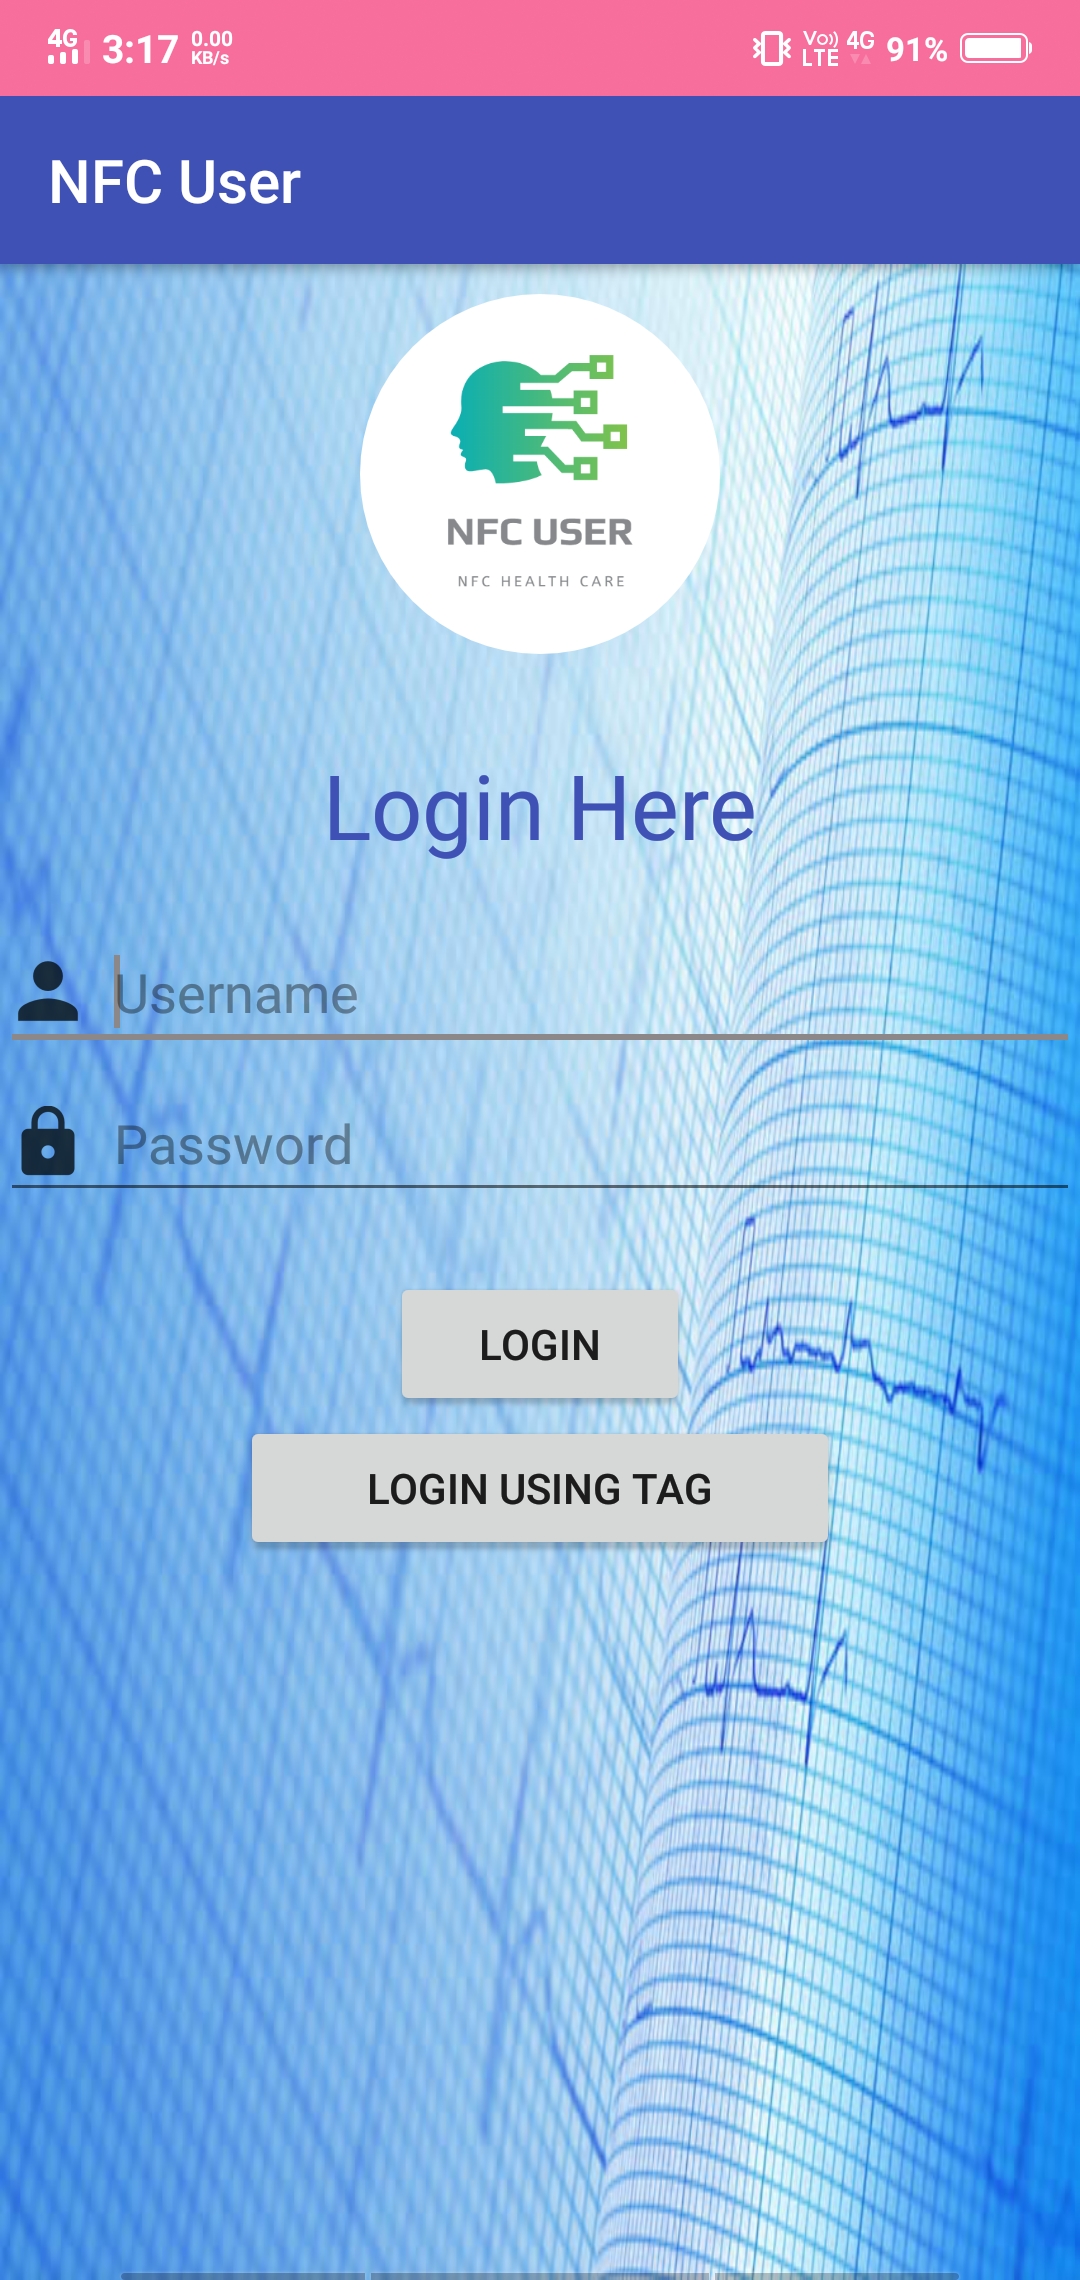 4G 3:17 0.00 KB/s Vo)) LTE 4G 91%
NFC User
NFC USER
NFC HEALTH CARE
Login Here
Username
Password
LOGIN
LOGIN USING TAG